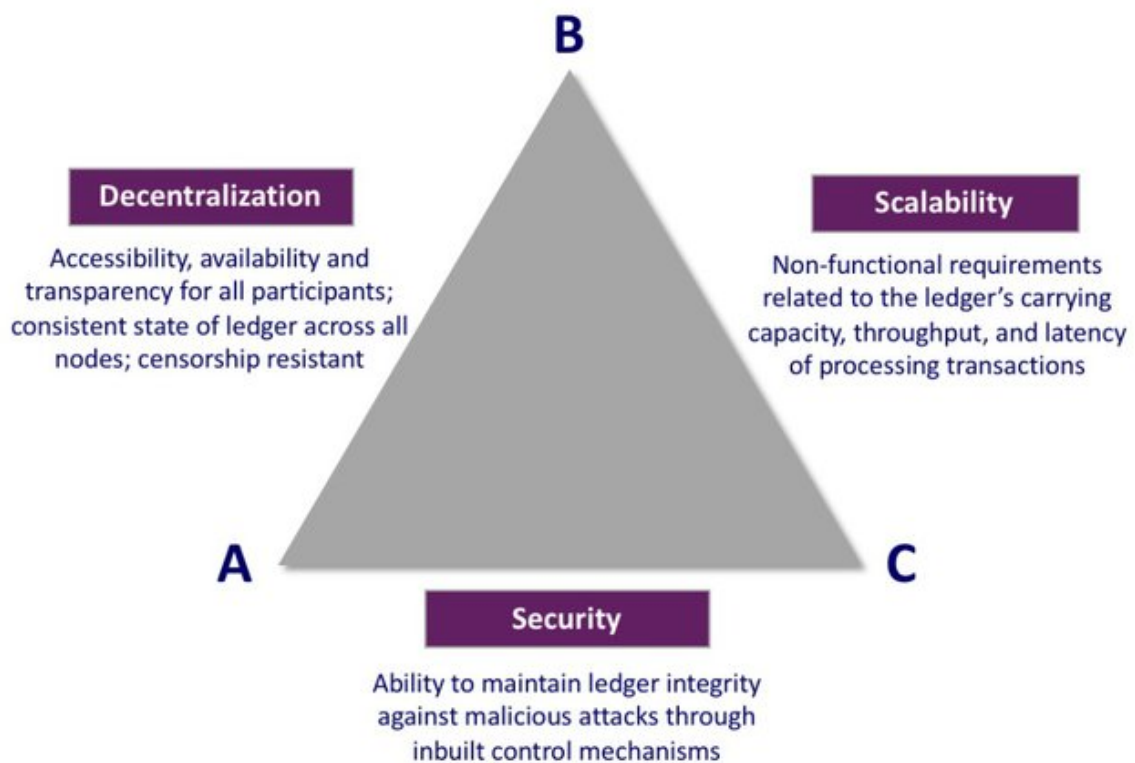 B
Decentralization
Accessibility, availability and
transparency for all participants;
consistent state of ledger across all
nodes; censorship resistant
Scalability
Non-functional requirements
related to the ledger’s carrying
capacity, throughput, and latency
of processing transactions
A
C
Security
Ability to maintain ledger integrity
against malicious attacks through
inbuilt control mechanisms